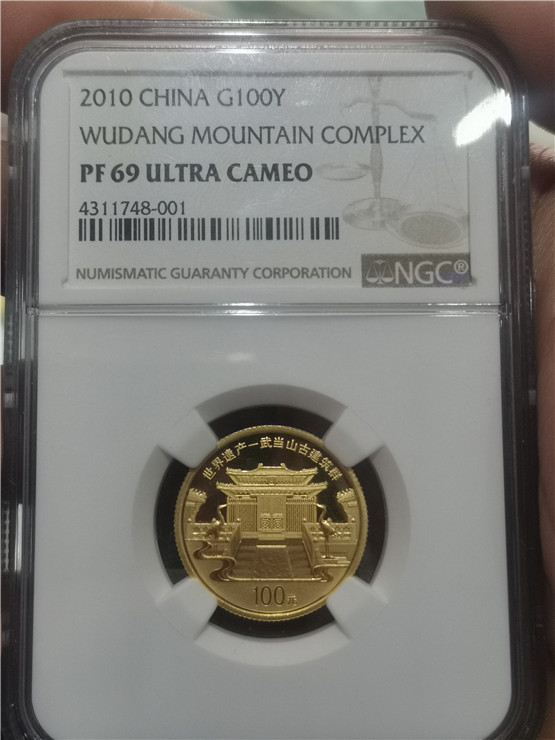 2010 CHINA G100Y
WUDANG MOUNTAIN COMPLEX
PF 69 ULTRA CAMEO
4311748-001
NUMISMATIC GUARANTY CORPORATION
NGC®
世界遗产—武当山古建筑群
100元